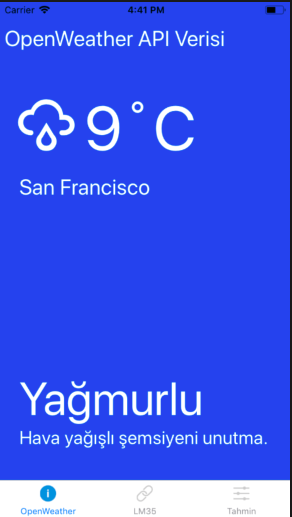 Carrier 4:41 PM
OpenWeather API Verisi
9°C
San Francisco
Yağmurlu
Hava yağışlı şemsiyeni unutma.
OpenWeather LM35 Tahmin